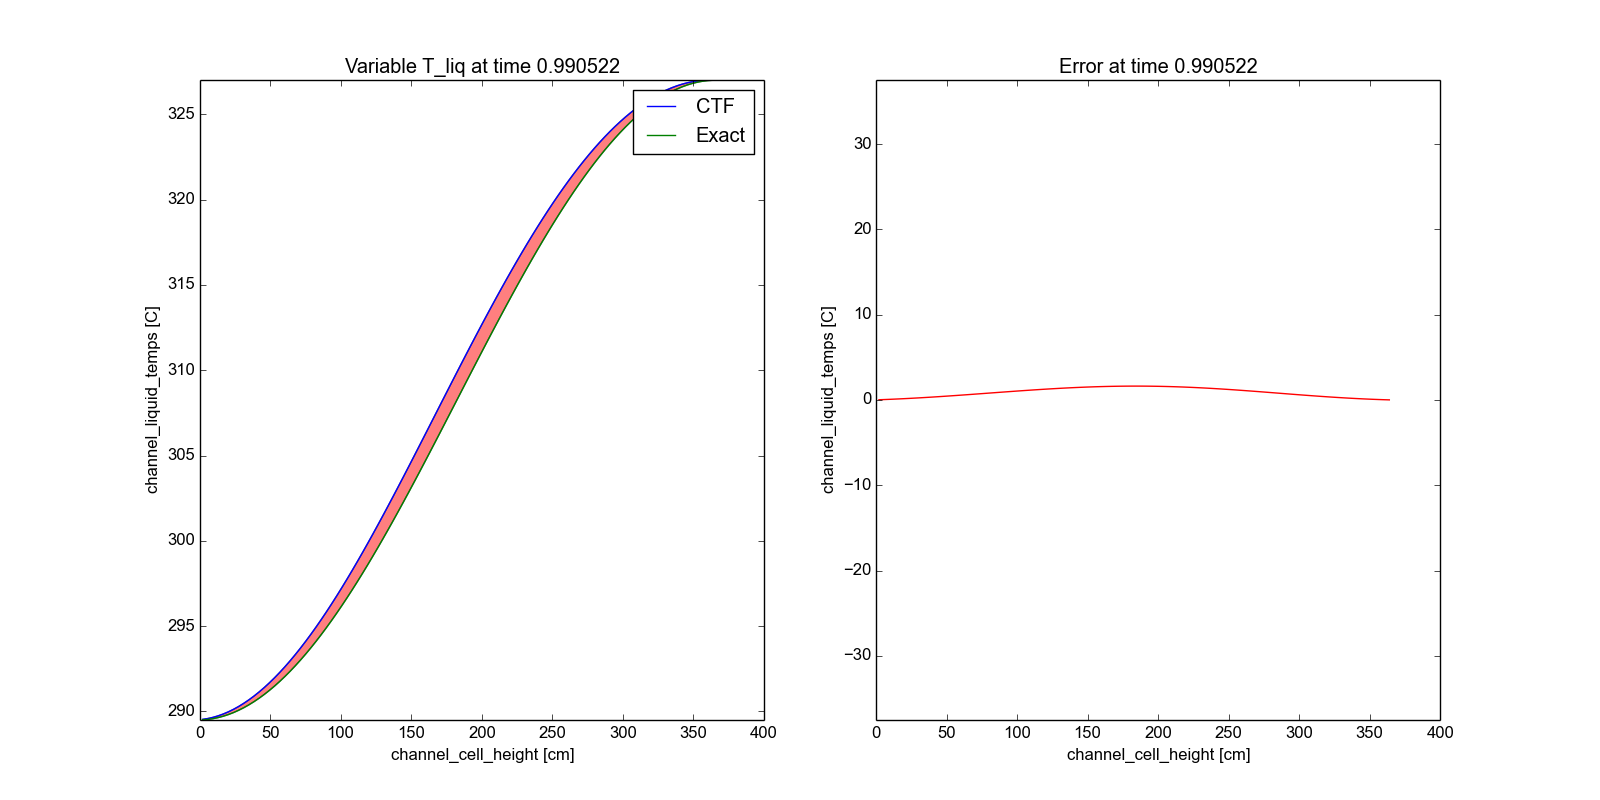 Variable T_liq at time 0.990522
CTF
Exact
325
320
315
310
305
300
295
290
channel_liquid_temps [C]
0 50 100 150 200 250 300 350 400
channel_cell_height [cm]
Error at time 0.990522
30
20
10
0
−10
−20
−30
channel_liquid_temps [C]
0 50 100 150 200 250 300 350 400
channel_cell_height [cm]